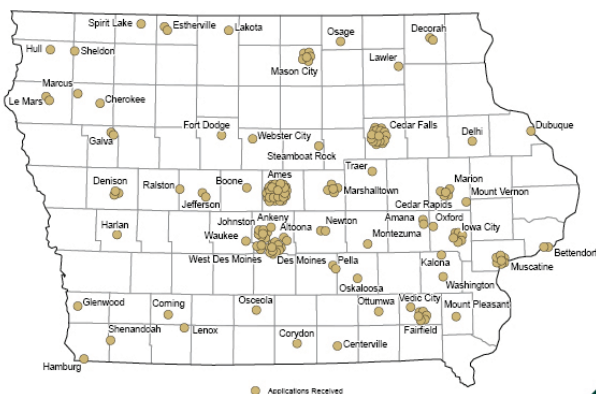 Spirit Lake
Estherville
Lakota
Osage
Decorah
Hull
Sheldon
Mason City
Lawler
Marcus
Le Mars
Cherokee
Fort Dodge
Webster City
Cedar Falls
Dubuque
Galva
Steamboat Rock
Delhi
Traer
Denison
Ralston
Boone
Ames
Marshalltown
Marion
Jefferson
Cedar Rapids
Mount Vernon
Harlan
Johnston
Ankeny
Altoona
Newton
Amana
Oxford
Iowa City
Waukee
Montezuma
Bettendorf
West Des Moines
Des Moines
Pella
Kalona
Muscatine
Oskaloosa
Washington
Glenwood
Corning
Osceola
Ottumwa
Vedic City
Mount Pleasant
Shenandoah
Lenox
Corydon
Centerville
Fairfield
Hamburg
Applications Received